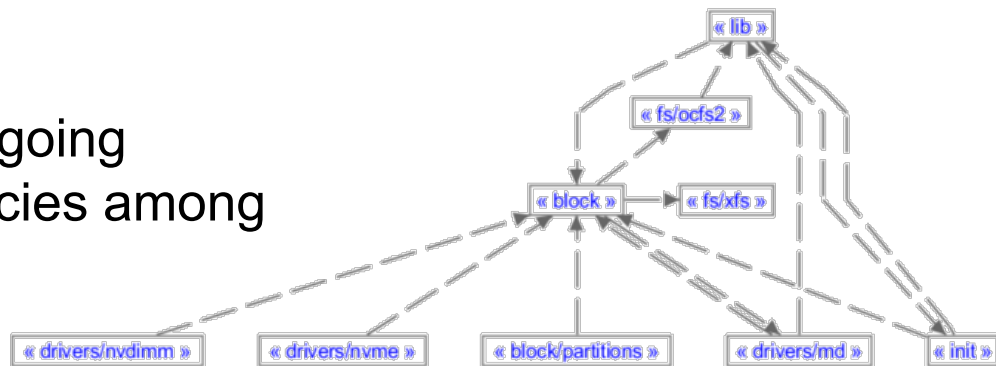 « lib »
« fs/ocfs2 »
going
cies among
« block » « fs/xfs »
« drivers/nvdimm » « drivers/nvme » « block/partitions » « drivers/md » « init »